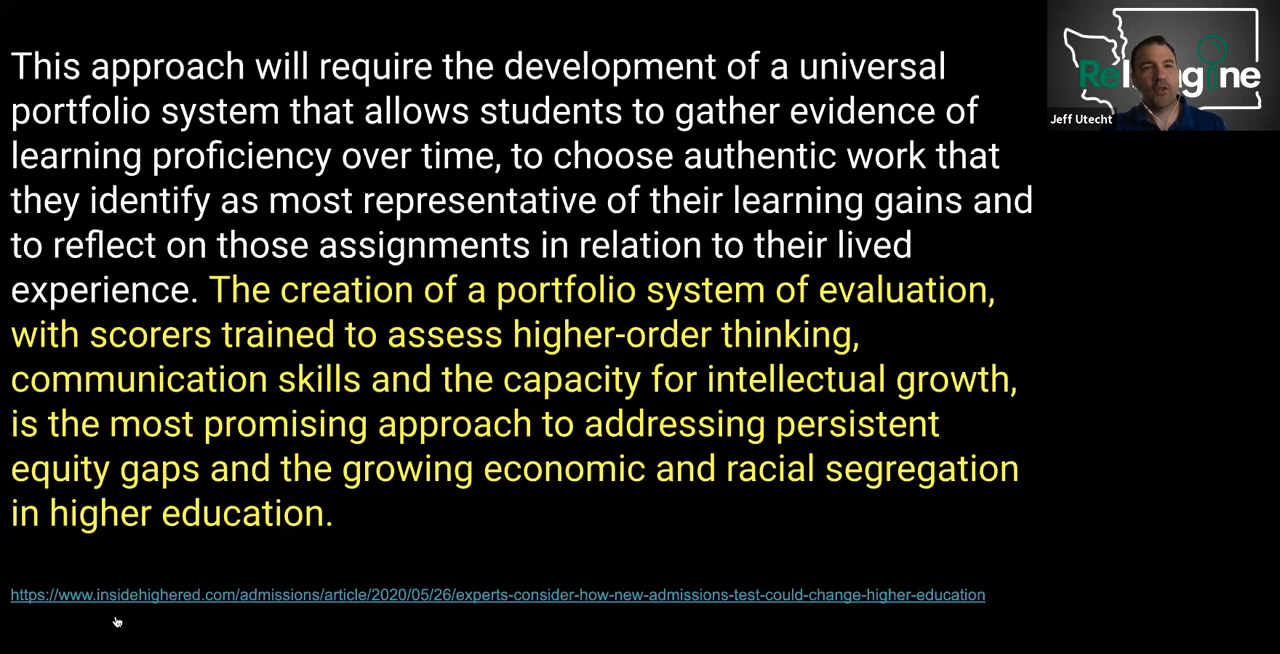 This approach will require the development of a universal
portfolio system that allows students to gather evidence of
learning proficiency over time, to choose authentic work that
they identify as most representative of their learning gains and
to reflect on those assignments in relation to their lived
experience. The creation of a portfolio system of evaluation,
with scorers trained to assess higher-order thinking,
communication skills and the capacity for intellectual growth,
is the most promising approach to addressing persistent
equity gaps and the growing economic and racial segregation
in higher education.
https://www.insidehighered.com/admissions/article/2020/05/26/experts-consider-how-new-admissions-test-could-change-higher-education
Jeff Utecht